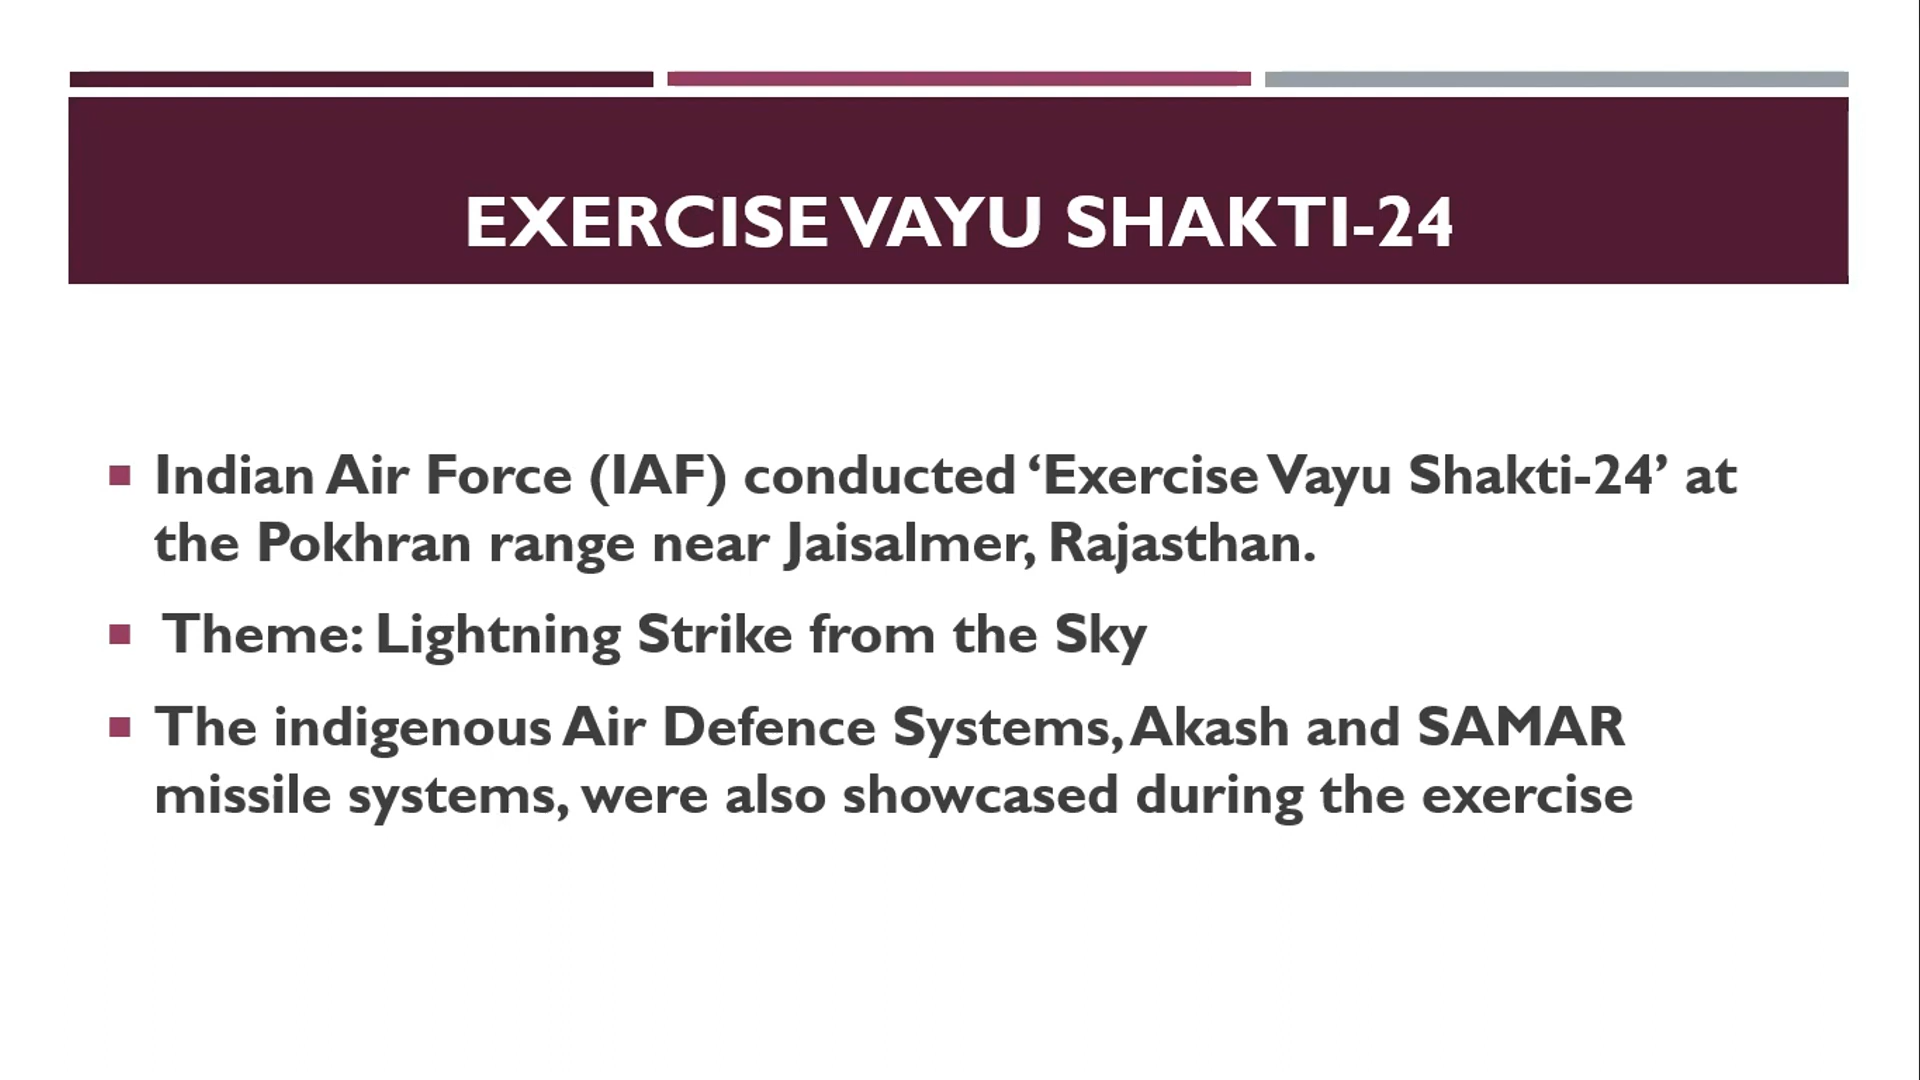 EXERCISE VAYU SHAKTI-24
Indian Air Force (IAF) conducted ‘Exercise Vayu Shakti-24’ at
the Pokhran range near Jaisalmer, Rajasthan.
Theme: Lightning Strike from the Sky
The indigenous Air Defence Systems, Akash and SAMAR
missile systems, were also showcased during the exercise